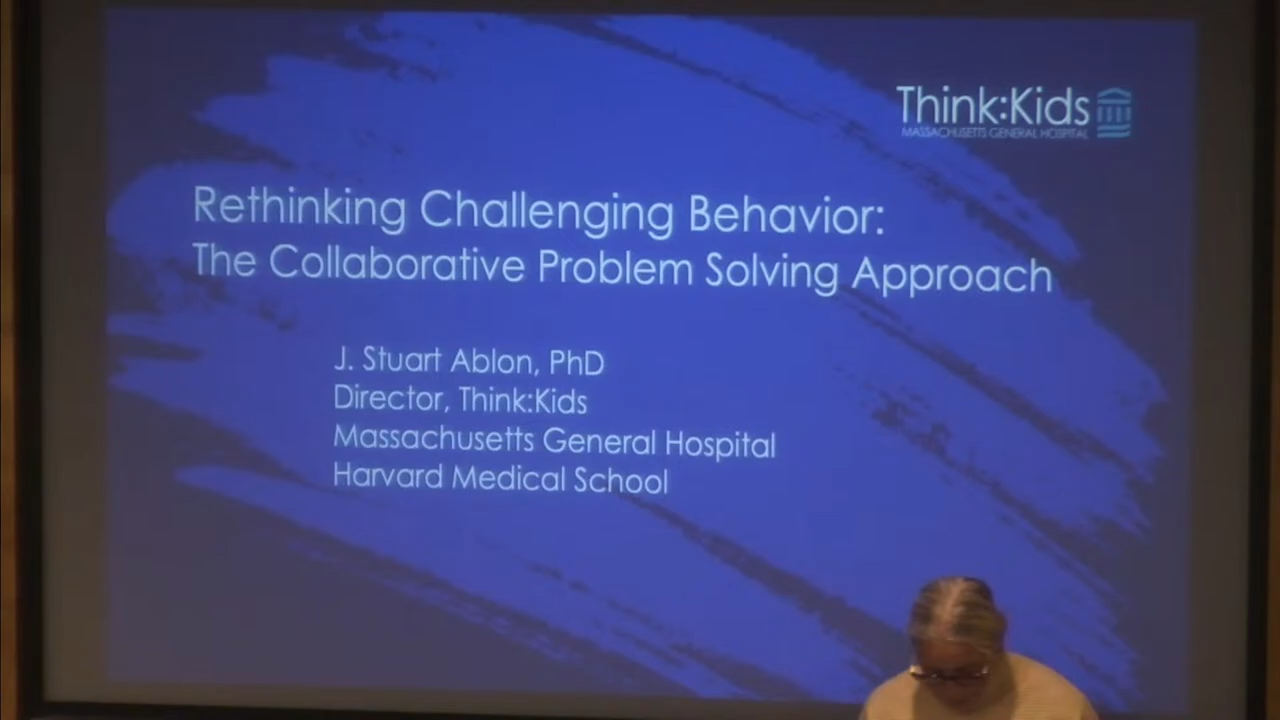 Think:Kids
MASSACHUSETTS GENERAL HOSPITAL
Rethinking Challenging Behavior:
The Collaborative Problem Solving Approach
J. Stuart Ablon, PhD
Director, Think:Kids
Massachusetts General Hospital
Harvard Medical School